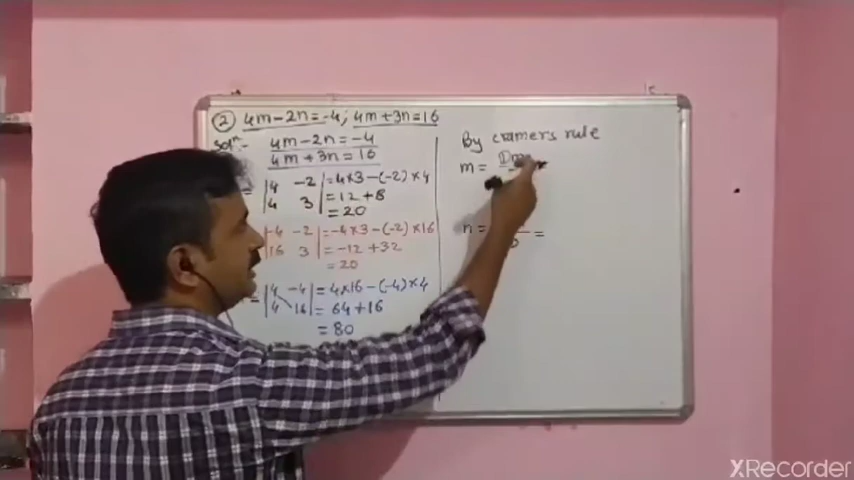 ② 4m-2n=-4; 4m+3n=16
Solⁿ:- 4m-2n=-4
4m+3n=16
= |4 -2| =4×3-(-2)×4
|4 3| =12+8
=20
|-4 -2| =-4×3-(-2)×16
|16 3| =-12+32
=20
= |4 -4| =4×16-(-4)×4
|4 16| =64+16
=80
By cramers rule
m= Dm
n= =
XRecorder